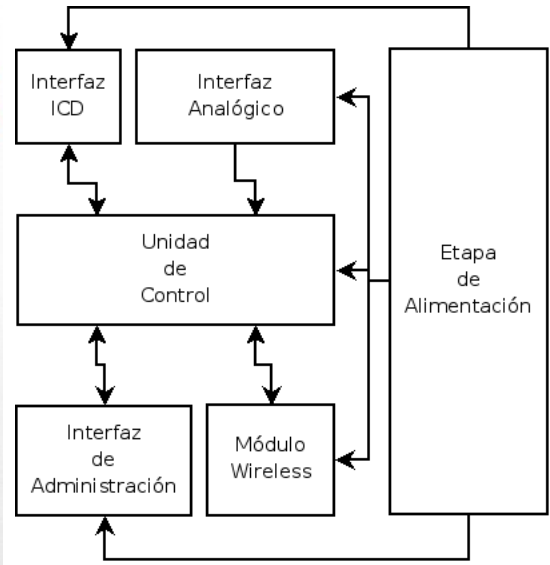 Interfaz
ICD
Interfaz
Analógico
Unidad
de
Control
Etapa
de
Alimentación
Interfaz
de
Administración
Módulo
Wireless